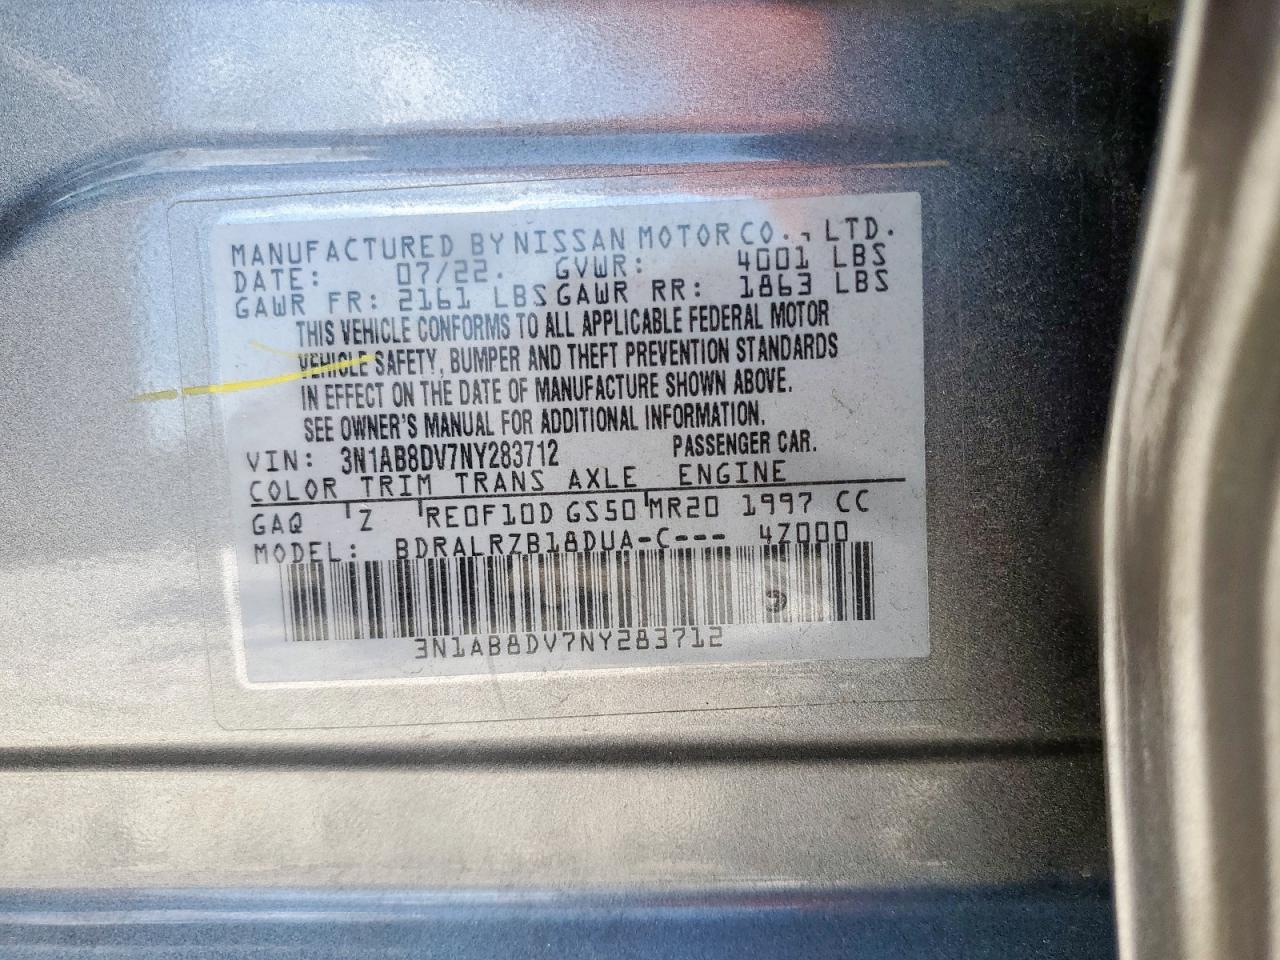 MANUFACTURED BY NISSAN MOTOR CO., LTD.
DATE: 07/22. GVWR: 4001 LBS
GAWR FR: 2161 LBS GAWR RR: 1863 LBS
THIS VEHICLE CONFORMS TO ALL APPLICABLE FEDERAL MOTOR
VEHICLE SAFETY, BUMPER AND THEFT PREVENTION STANDARDS
IN EFFECT ON THE DATE OF MANUFACTURE SHOWN ABOVE.
SEE OWNER'S MANUAL FOR ADDITIONAL INFORMATION.
VIN: 3N1AB8DV7NY283712 PASSENGER CAR.
COLOR TRIM TRANS AXLE ENGINE
GAQ Z RE0F10D GS50 MR20 1997 CC
MODEL: BDRALRZB18DUA-C--- 4Z000
3N1AB8DV7NY283712